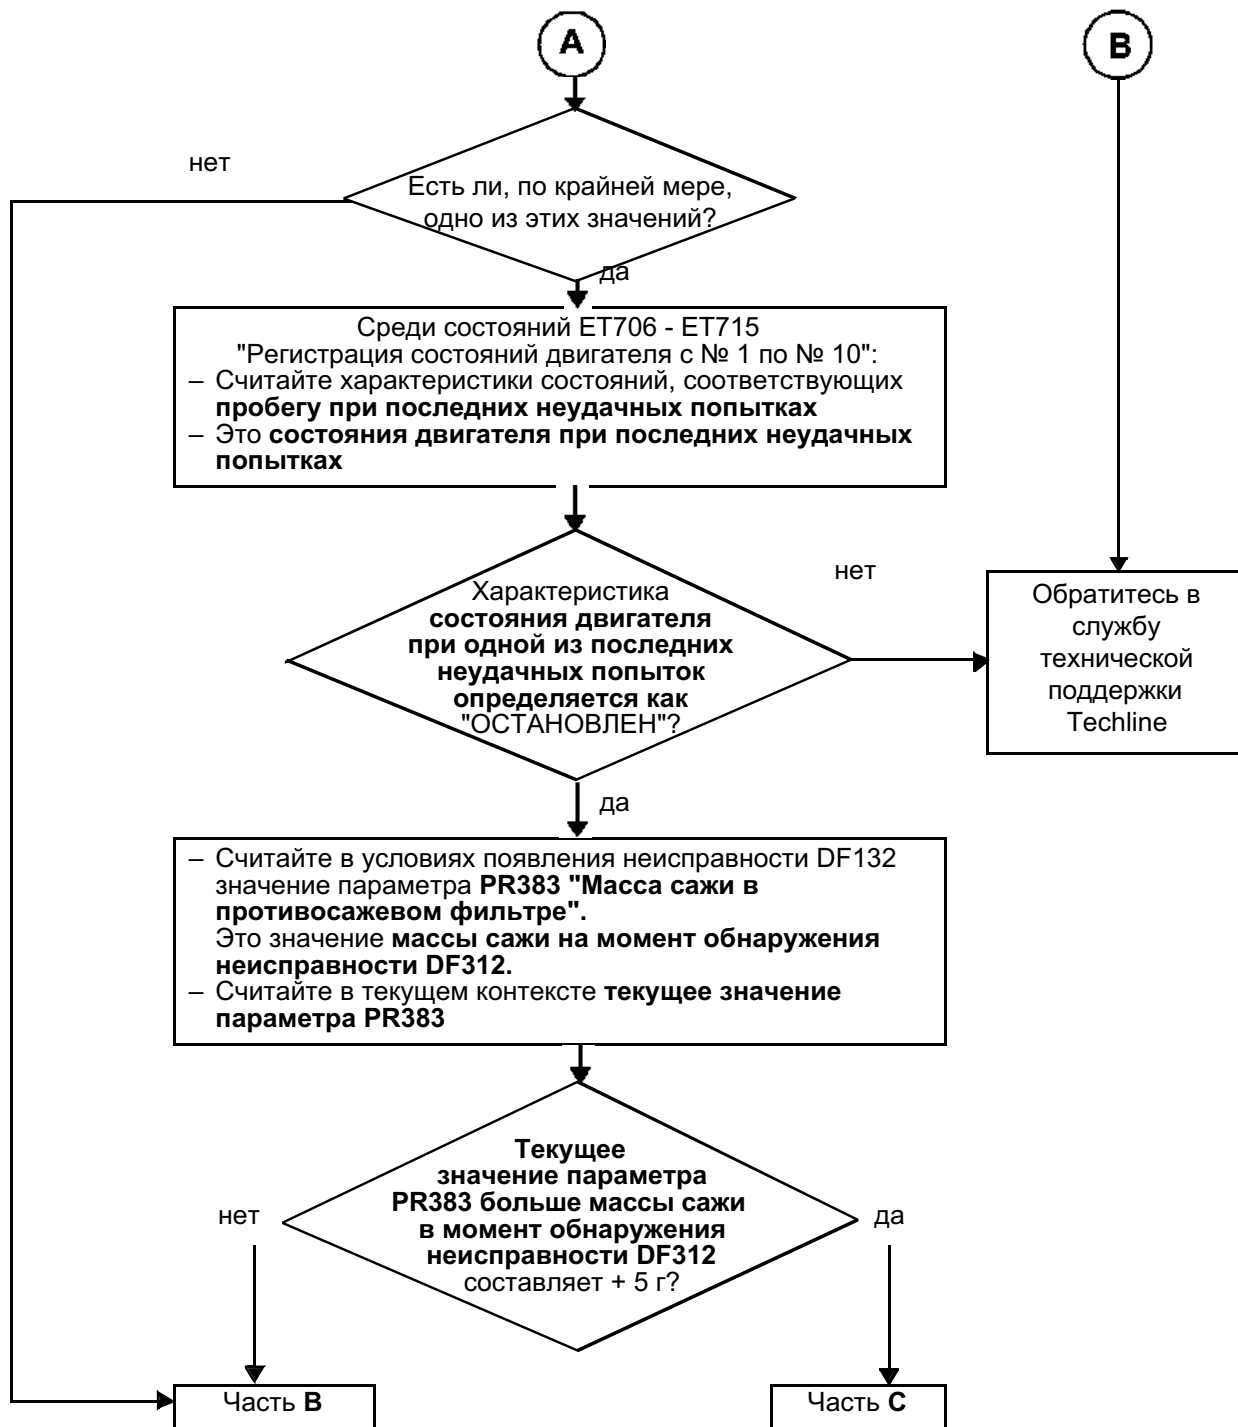 A
B
нет
Есть ли, по крайней мере,
одно из этих значений?
да
Среди состояний ET706 - ET715
"Регистрация состояний двигателя с № 1 по № 10":
– Считайте характеристики состояний, соответствующих
пробегу при последних неудачных попытках
– Это состояния двигателя при последних неудачных
попытках
Характеристика
состояния двигателя
при одной из последних
неудачных попыток
определяется как
"ОСТАНОВЛЕН"?
нет
Обратитесь в
службу
технической
поддержки
Techline
да
– Считайте в условиях появления неисправности DF132
значение параметра PR383 "Масса сажи в
противосажевом фильтре".
Это значение массы сажи на момент обнаружения
неисправности DF312.
– Считайте в текущем контексте текущее значение
параметра PR383
Текущее
значение параметра
PR383 больше массы сажи
в момент обнаружения
неисправности DF312
составляет + 5 г?
нет
да
Часть B
Часть C